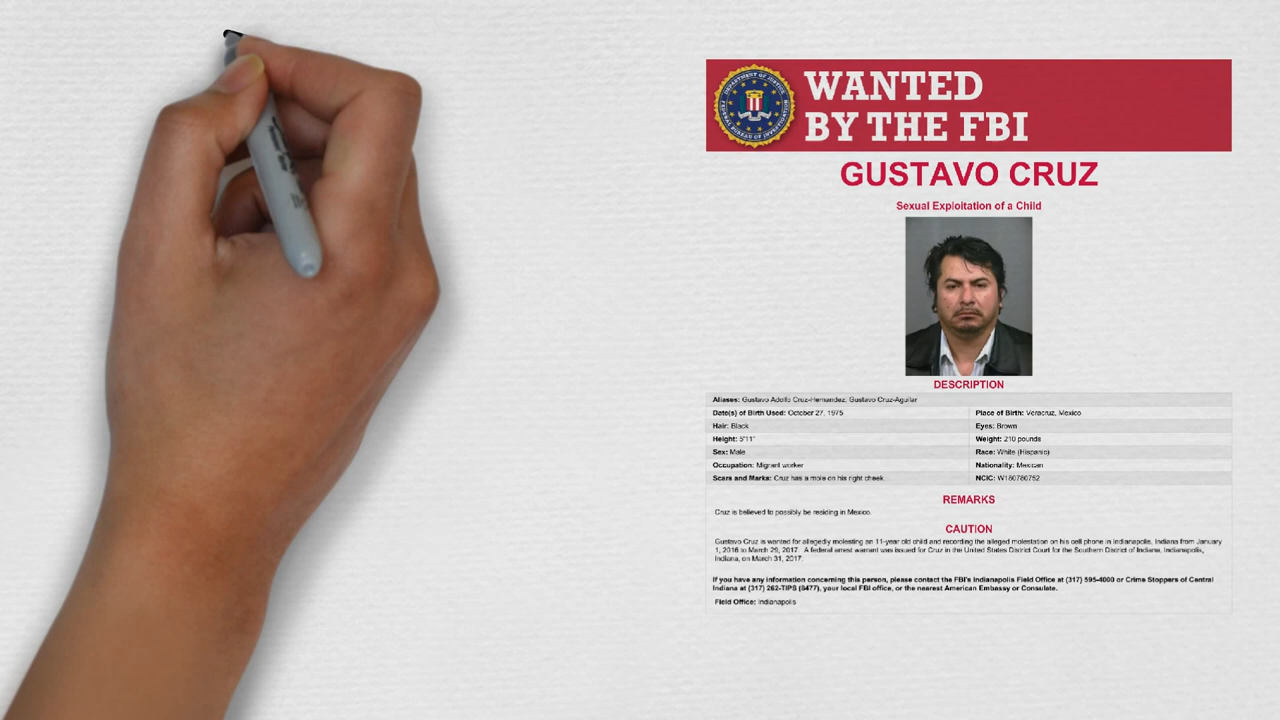 WANTED
BY THE FBI
GUSTAVO CRUZ
Sexual Exploitation of a Child
DESCRIPTION
Aliases: Gustavo Adolfo Cruz-Hernandez, Gustavo Cruz-Aguilar
Date(s) of Birth Used: October 27, 1975 Place of Birth: Veracruz, Mexico
Hair: Black Eyes: Brown
Height: 5'11" Weight: 210 pounds
Sex: Male Race: White (Hispanic)
Occupation: Migrant worker Nationality: Mexican
Scars and Marks: Cruz has a mole on his right cheek. NCIC: W180780752
REMARKS
Cruz is believed to possibly be residing in Mexico.
CAUTION
Gustavo Cruz is wanted for allegedly molesting an 11-year old child and recording the alleged molestation on his cell phone in Indianapolis, Indiana from January
1, 2016 to March 29, 2017. A federal arrest warrant was issued for Cruz in the United States District Court for the Southern District of Indiana, Indianapolis,
Indiana, on March 31, 2017.
If you have any information concerning this person, please contact the FBI's Indianapolis Field Office at (317) 595-4000 or Crime Stoppers of Central
Indiana at (317) 262-TIPS (8477), your local FBI office, or the nearest American Embassy or Consulate.
Field Office: Indianapolis